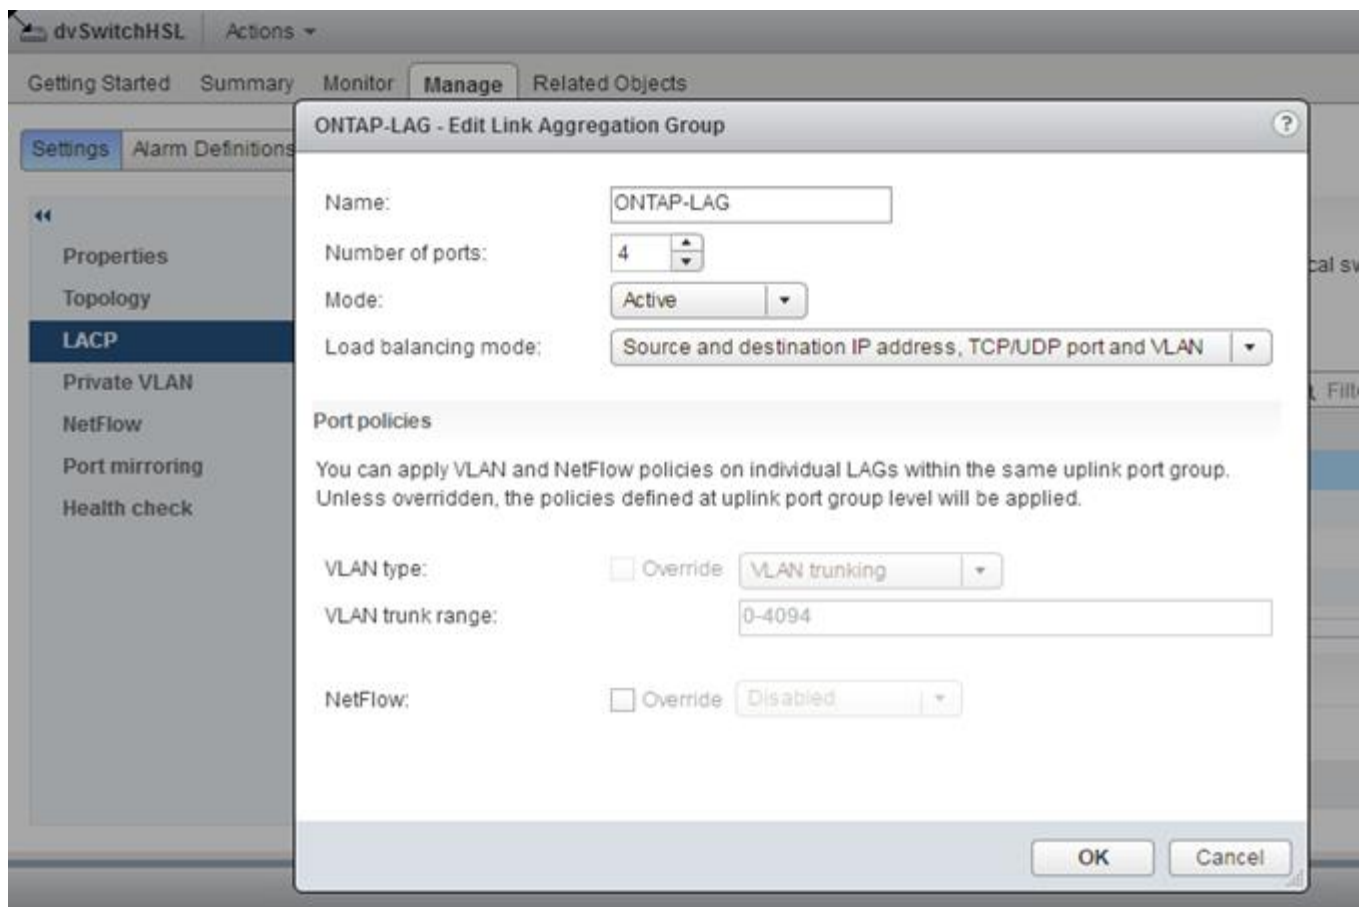 dvSwitchHSL Actions
Getting Started Summary Monitor Manage Related Objects
Settings Alarm Definitions
Properties
Topology
LACP
Private VLAN
NetFlow
Port mirroring
Health check
ONTAP-LAG - Edit Link Aggregation Group ?
Name: ONTAP-LAG
Number of ports: 4
Mode: Active
Load balancing mode: Source and destination IP address, TCP/UDP port and VLAN
Port policies
You can apply VLAN and NetFlow policies on individual LAGs within the same uplink port group.
Unless overridden, the policies defined at uplink port group level will be applied.
VLAN type: Override VLAN trunking
VLAN trunk range: 0-4094
NetFlow: Override Disabled
OK Cancel